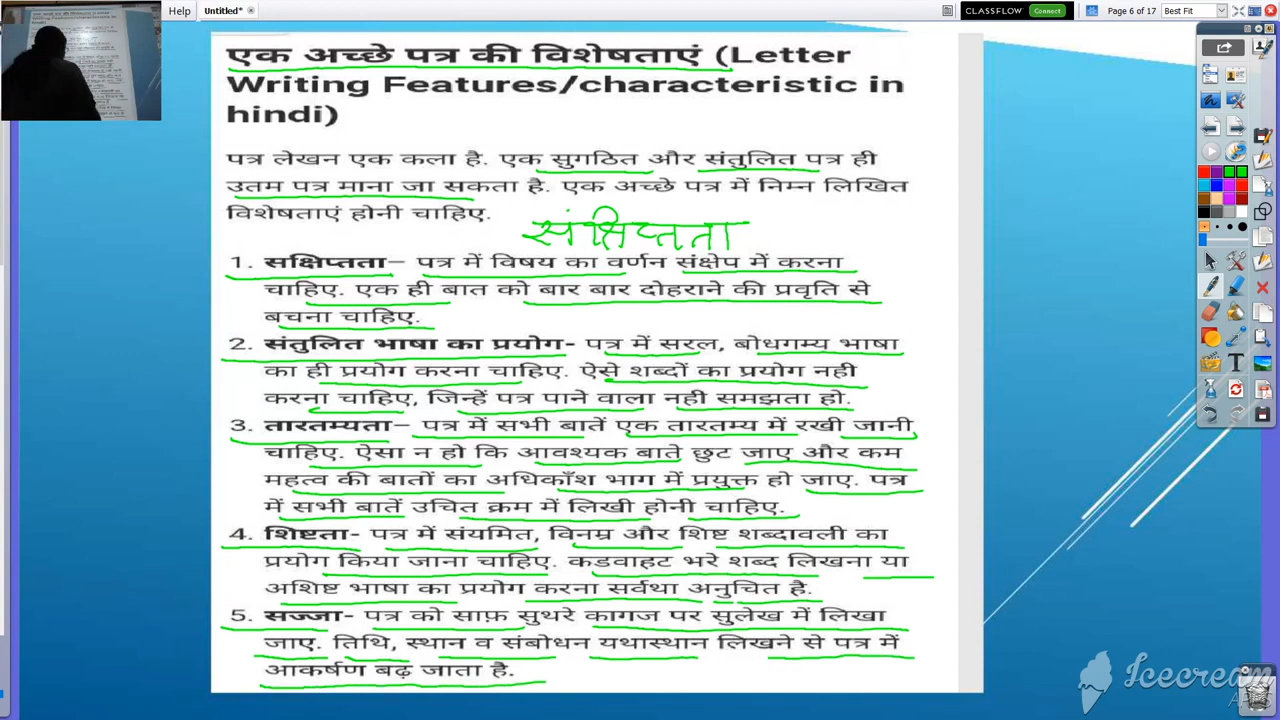 Help Untitled* CLASSFLOW Connect Page 6 of 17 Best Fit
एक अच्छे पत्र की विशेषताएं (Letter
Writing Features/characteristic in
hindi)
पत्र लेखन एक कला है. एक सुगठित और संतुलित पत्र ही
उतम पत्र माना जा सकता है. एक अच्छे पत्र में निम्न लिखित
विशेषताएं होनी चाहिए.
संक्षिप्तता
1. सक्षिप्तता– पत्र में विषय का वर्णन संक्षेप में करना
चाहिए. एक ही बात को बार बार दोहराने की प्रवृति से
बचना चाहिए.
2. संतुलित भाषा का प्रयोग- पत्र में सरल, बोधगम्य भाषा
का ही प्रयोग करना चाहिए. ऐसे शब्दों का प्रयोग नही
करना चाहिए, जिन्हें पत्र पाने वाला नही समझता हो.
3. तारतम्यता– पत्र में सभी बातें एक तारतम्य में रखी जानी
चाहिए. ऐसा न हो कि आवश्यक बाते छुट जाए और कम
महत्व की बातों का अधिकाँश भाग में प्रयुक्त हो जाए. पत्र
में सभी बातें उचित क्रम में लिखी होनी चाहिए.
4. शिष्टता- पत्र में संयमित, विनम्र और शिष्ट शब्दावली का
प्रयोग किया जाना चाहिए. कडवाहट भरे शब्द लिखना या
अशिष्ट भाषा का प्रयोग करना सर्वथा अनुचित है.
5. सज्जा- पत्र को साफ़ सुथरे कागज पर सुलेख में लिखा
जाए. तिथि, स्थान व संबोधन यथास्थान लिखने से पत्र में
आकर्षण बढ़ जाता है.
Icecream
APPS